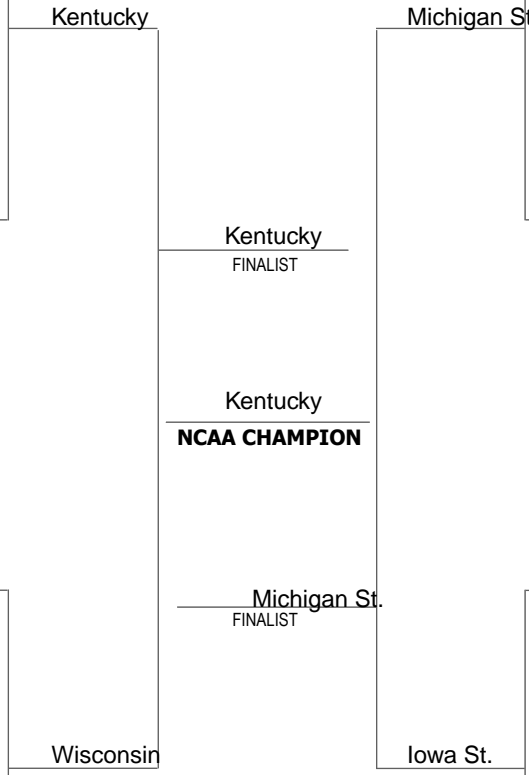 Kentucky
Michigan St
Kentucky
FINALIST
Kentucky
NCAA CHAMPION
Michigan St.
FINALIST
Wisconsin
Iowa St.